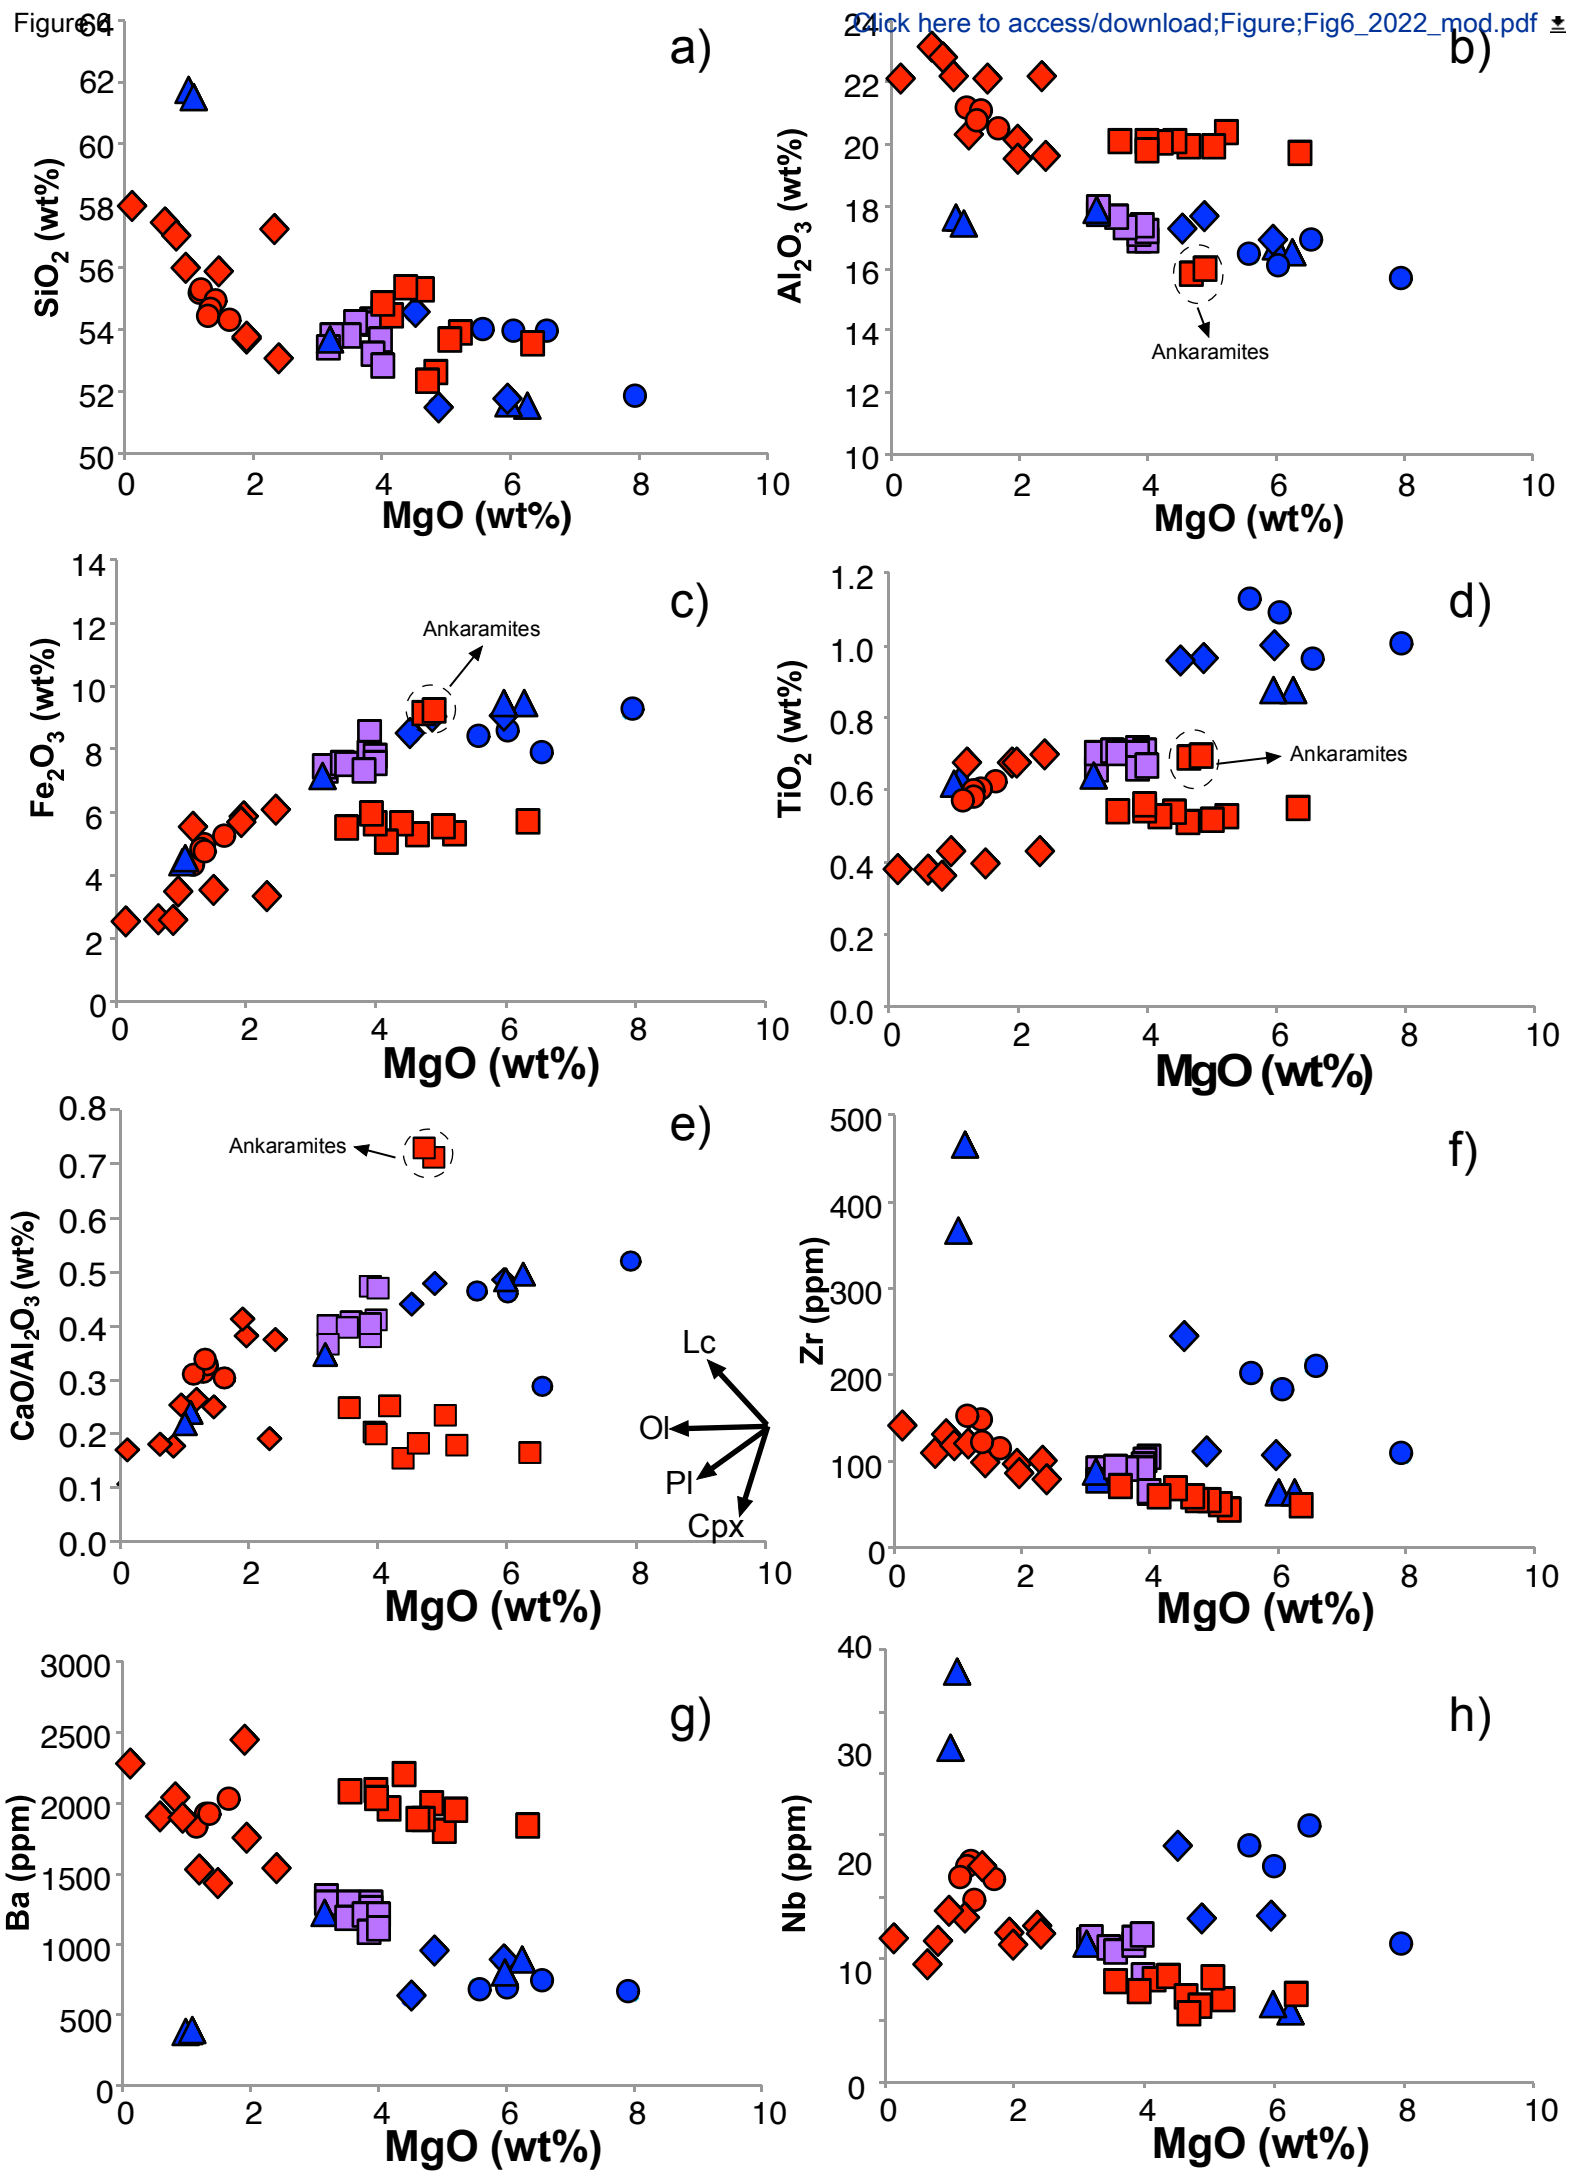 Figure 6
Click here to access/download;Figure;Fig6_2022_mod.pdf
a)
64
62
60
58
56
54
52
50
SiO2 (wt%)
0 2 4 6 8 10
MgO (wt%)
b)
24
22
20
18
16
14
12
10
Al2O3 (wt%)
Ankaramites
0 2 4 6 8 10
MgO (wt%)
c)
14
12
10
8
6
4
2
0
Fe2O3 (wt%)
Ankaramites
0 2 4 6 8 10
MgO (wt%)
d)
1.2
1.0
0.8
0.6
0.4
0.2
0.0
TiO2 (wt%)
Ankaramites
0 2 4 6 8 10
MgO (wt%)
e)
0.8
0.7
0.6
0.5
0.4
0.3
0.2
0.1
0.0
CaO/Al2O3 (wt%)
Ankaramites
Lc
Ol
Pl
Cpx
0 2 4 6 8 10
MgO (wt%)
f)
500
400
300
200
100
0
Zr (ppm)
0 2 4 6 8 10
MgO (wt%)
g)
3000
2500
2000
1500
1000
500
0
Ba (ppm)
0 2 4 6 8 10
MgO (wt%)
h)
40
30
20
10
0
Nb (ppm)
0 2 4 6 8 10
MgO (wt%)